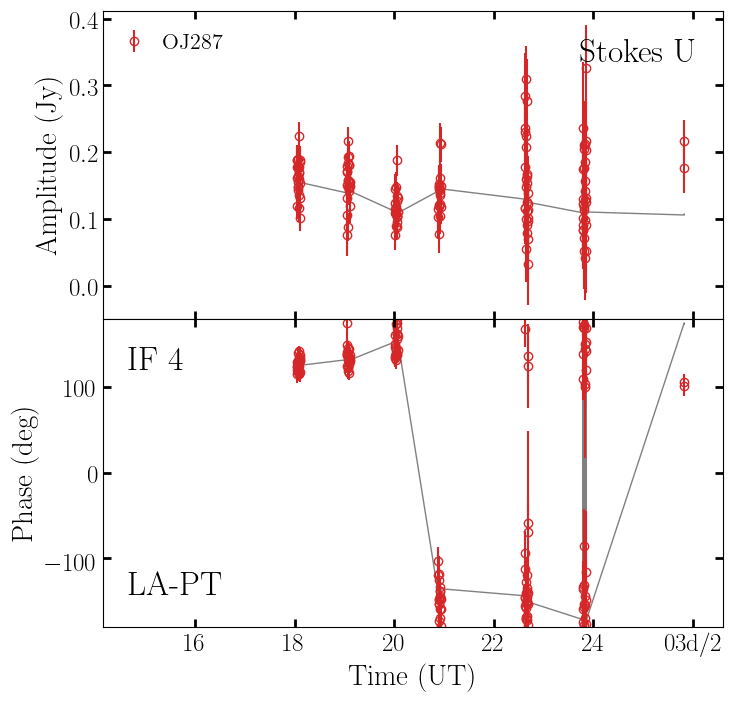 0.4
0.3
0.2
0.1
0.0
Amplitude (Jy)
OJ287
Stokes U
100
0
−100
Phase (deg)
IF 4
LA-PT
16
18
20
22
24
03d/2
Time (UT)